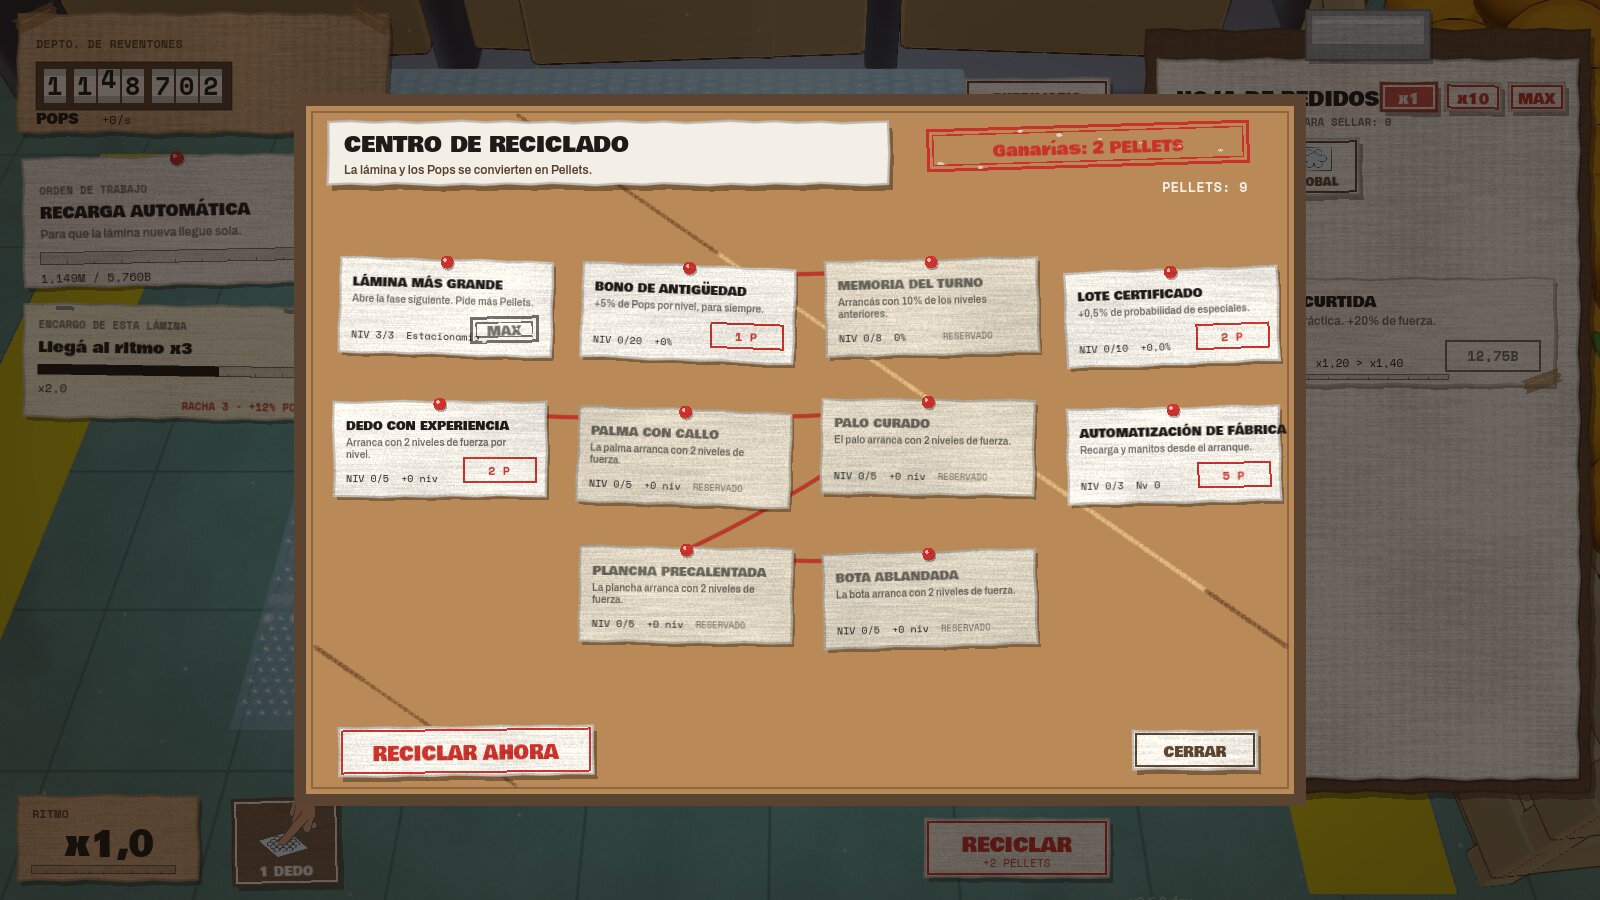 DEPTO. DE REVENTONES
1 148 702
POPS +0/s
ORDEN DE TRABAJO
RECARGA AUTOMÁTICA
Para que la lámina nueva llegue sola.
1.149M / 5.760B
ENCARGO DE ESTA LÁMINA
Llegá al ritmo x3
x2.0
RACHA 3 · +12%
RITMO
x1,0
1 DEDO
CENTRO DE RECICLADO
La lámina y los Pops se convierten en Pellets.
Ganarías: 2 PELLETS
PELLETS: 9
LÁMINA MÁS GRANDE
Abre la fase siguiente. Pide más Pellets.
NIV 3/3
MAX
BONO DE ANTIGÜEDAD
+5% de Pops por nivel, para siempre.
NIV 0/20 +0%
1 P
MEMORIA DEL TURNO
Arrancás con 10% de los niveles
anteriores.
NIV 0/8 0% RESERVADO
LOTE CERTIFICADO
+0,5% de probabilidad de especiales.
NIV 0/10 +0,0%
2 P
DEDO CON EXPERIENCIA
Arranca con 2 niveles de fuerza por
nivel.
NIV 0/5 +0 niv
2 P
PALMA CON CALLO
La palma arranca con 2 niveles de
fuerza.
NIV 0/5 +0 niv RESERVADO
PALO CURADO
El palo arranca con 2 niveles de fuerza.
NIV 0/5 +0 niv RESERVADO
AUTOMATIZACIÓN DE FÁBRICA
Recarga y manitos desde el arranque.
NIV 0/3 Nv 0
5 P
PLANCHA PRECALENTADA
La plancha arranca con 2 niveles de
fuerza.
NIV 0/5 +0 niv RESERVADO
BOTA ABLANDADA
La bota arranca con 2 niveles de fuerza.
NIV 0/5 +0 niv RESERVADO
RECICLAR AHORA
CERRAR
RECICLAR
+2 PELLETS
DE PEDIDOS
x1
x10
MAX
SELLAR: 0
CURTIDA
+20% de fuerza.
x1,20 > x1,40
12,75B